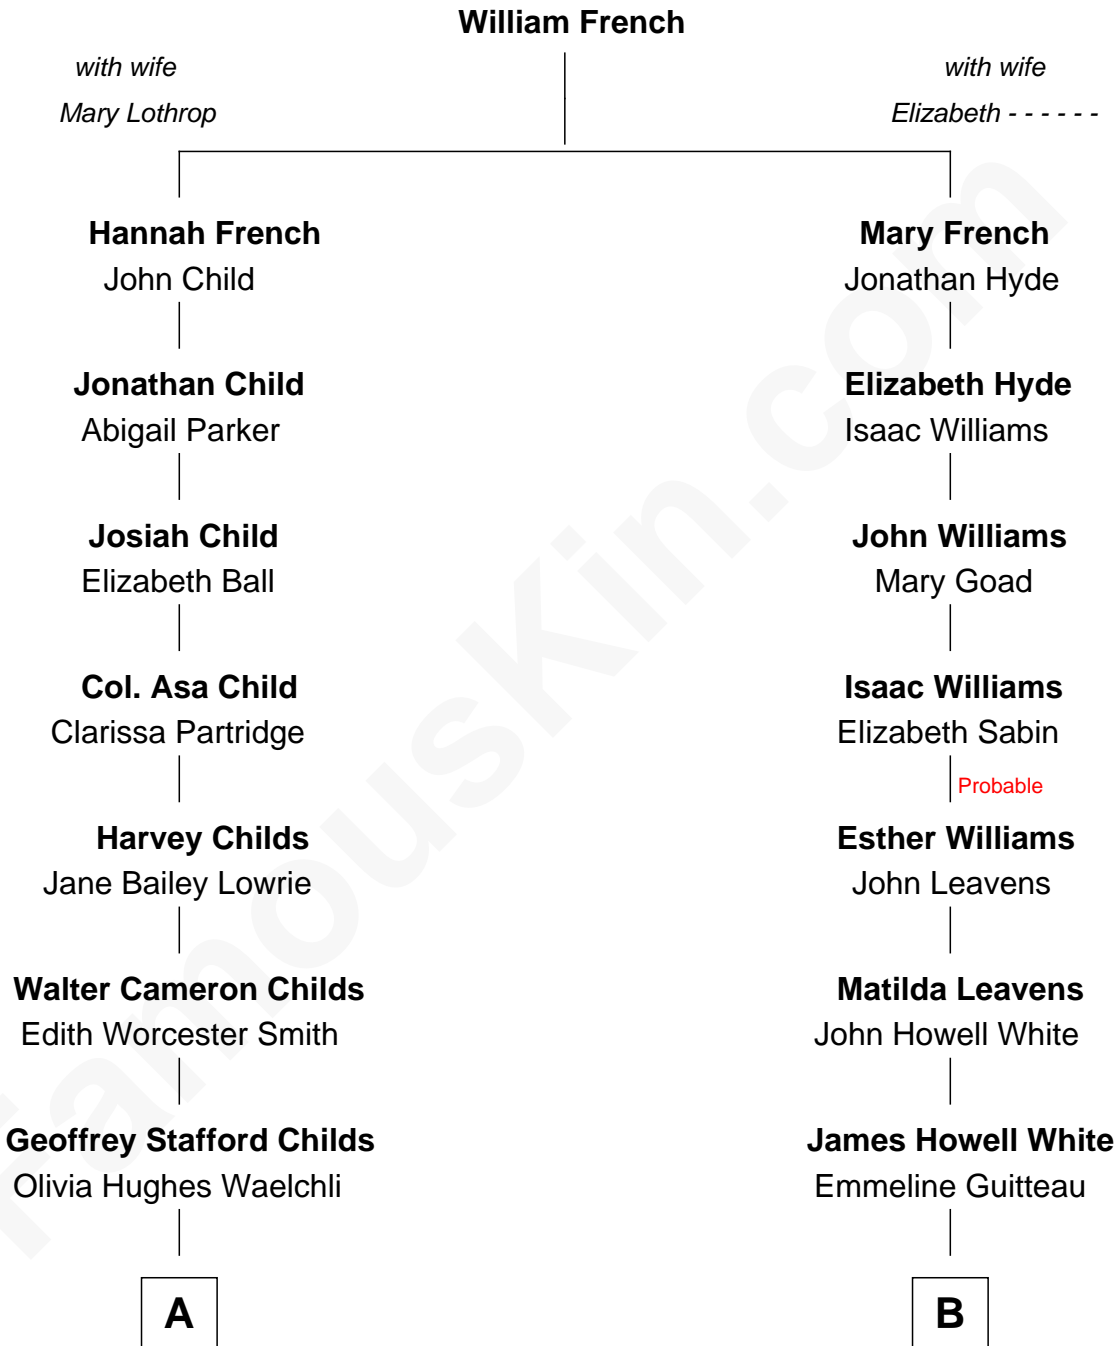 William French
with wife
Mary Lothrop
with wife
Elizabeth - - - - - -
Hannah French
John Child
Mary French
Jonathan Hyde
Jonathan Child
Abigail Parker
Elizabeth Hyde
Isaac Williams
Josiah Child
Elizabeth Ball
John Williams
Mary Goad
Col. Asa Child
Clarissa Partridge
Isaac Williams
Elizabeth Sabin
Probable
Harvey Childs
Jane Bailey Lowrie
Esther Williams
John Leavens
Walter Cameron Childs
Edith Worcester Smith
Matilda Leavens
John Howell White
Geoffrey Stafford Childs
Olivia Hughes Waelchli
James Howell White
Emmeline Guitteau
A
B
FamousKin.com